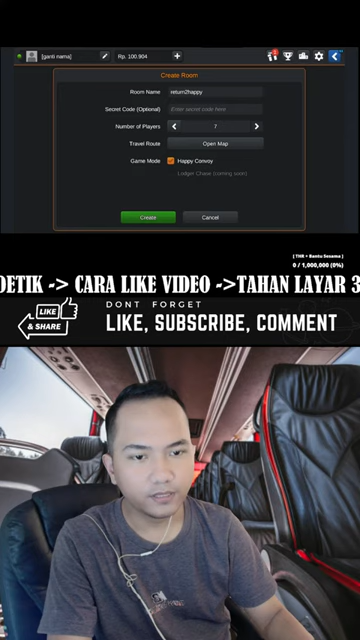 [ganti nama]
Rp. 100.904
Create Room
Room Name
return2happy
Secret Code (Optional)
Enter secret code here
Number of Players
7
Travel Route
Open Map
Game Mode
Happy Convoy
Ledger Chase (coming soon)
Create
Cancel
[ THR + Bantu Sesama ]
0 / 1,000,000 (0%)
DETIK -> CARA LIKE VIDEO ->TAHAN LAYAR 3
LIKE
& SHARE
DONT FORGET
LIKE, SUBSCRIBE, COMMENT